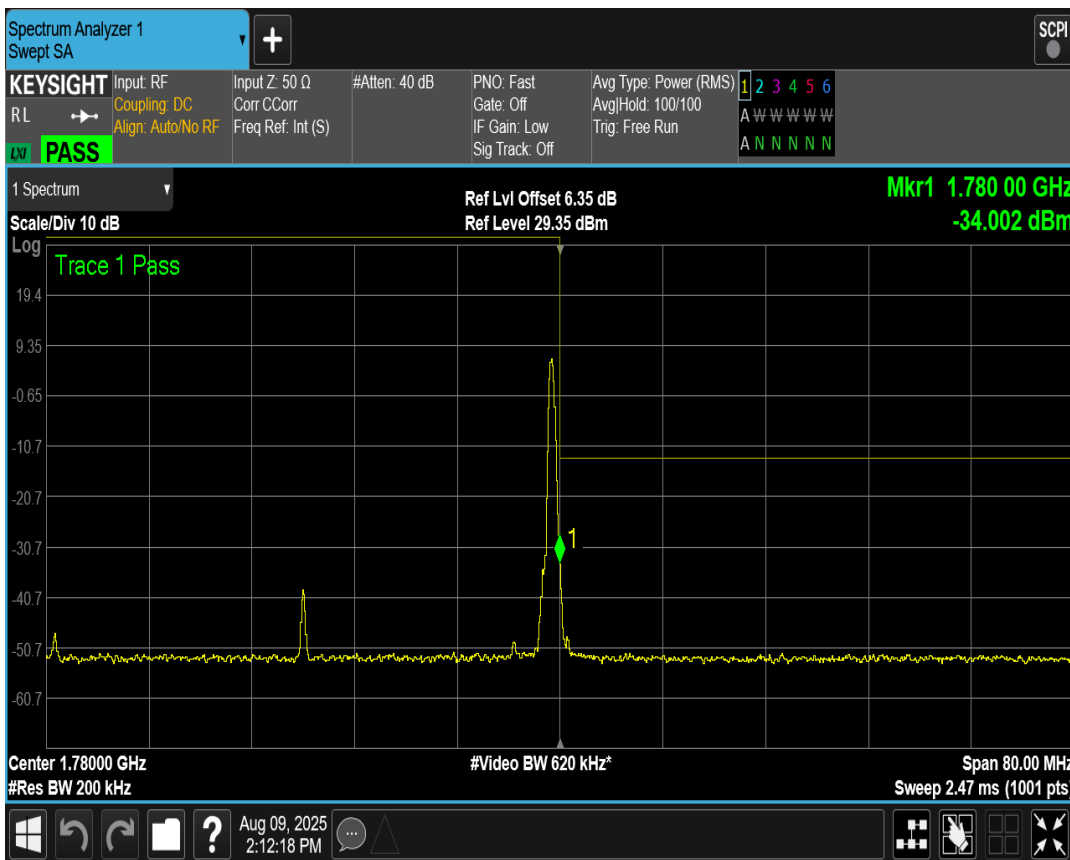 Spectrum Analyzer 1
Swept SA
+
SCPI
KEYSIGHT
R L
LXI
PASS
Input: RF
Coupling: DC
Align: Auto/No RF
Input Z: 50 Ω
Corr CCorr
Freq Ref: Int (S)
#Atten: 40 dB
PNO: Fast
Gate: Off
IF Gain: Low
Sig Track: Off
Avg Type: Power (RMS)
Avg|Hold: 100/100
Trig: Free Run
1 2 3 4 5 6
A W W W W W
A N N N N N
1 Spectrum
Scale/Div 10 dB
Ref Lvl Offset 6.35 dB
Ref Level 29.35 dBm
Mkr1 1.780 00 GHz
-34.002 dBm
Log
Trace 1 Pass
19.4
9.35
-0.65
-10.7
-20.7
-30.7
1
-40.7
-50.7
-60.7
Center 1.78000 GHz
#Video BW 620 kHz*
Span 80.00 MHz
#Res BW 200 kHz
Sweep 2.47 ms (1001 pts)
?
Aug 09, 2025
2:12:18 PM